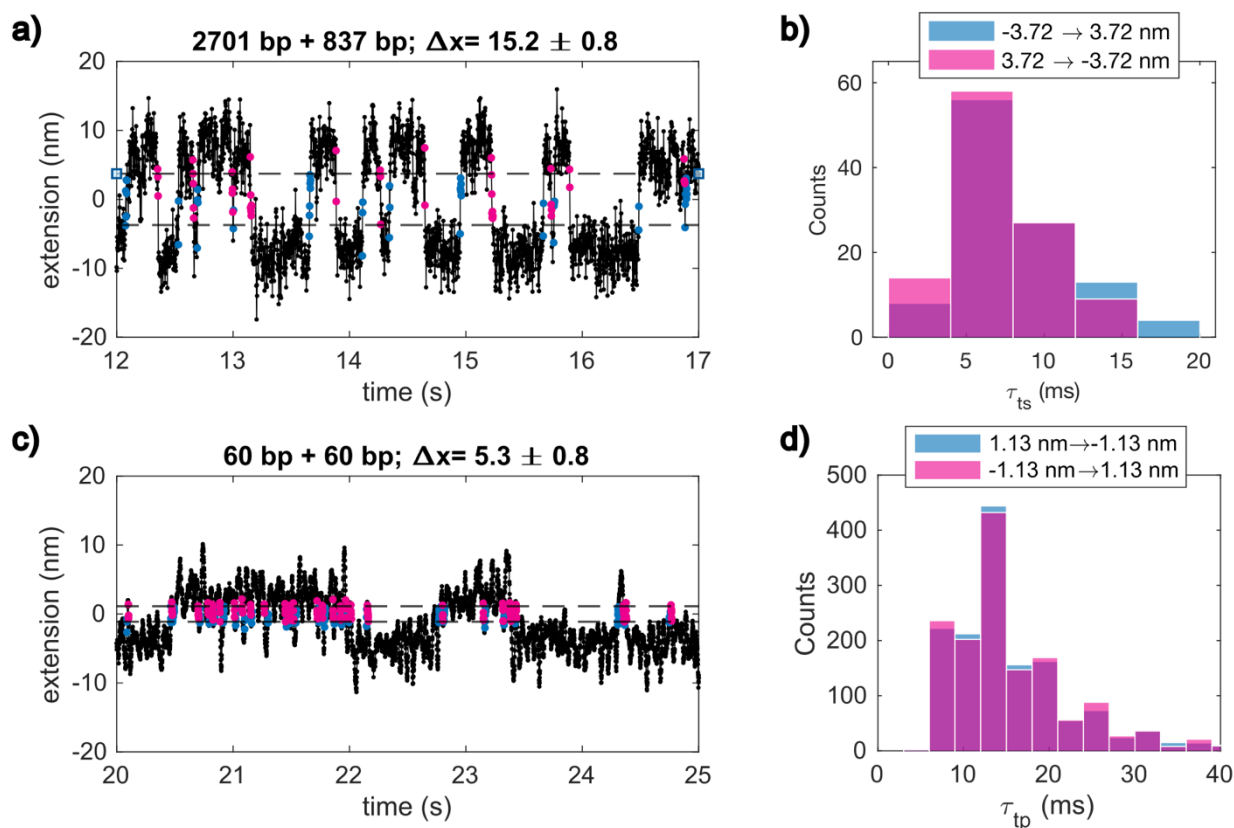 a)
2701 bp + 837 bp; Δx= 15.2 ± 0.8
extension (nm)
20
10
0
-10
-20
12
13
14
15
16
17
time (s)
b)
-3.72 → 3.72 nm
3.72 → -3.72 nm
Counts
60
40
20
0
0
5
10
15
20
τts (ms)
c)
60 bp + 60 bp; Δx= 5.3 ± 0.8
extension (nm)
20
10
0
-10
-20
20
21
22
23
24
25
time (s)
d)
1.13 nm→-1.13 nm
-1.13 nm→1.13 nm
Counts
500
400
300
200
100
0
0
10
20
30
40
τtp (ms)